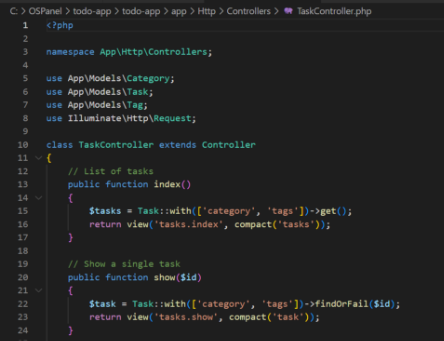 C: > OSPanel > todo-app > todo-app > app > Http > Controllers > TaskController.php
1 <?php
2
3 namespace App\Http\Controllers;
4
5 use App\Models\Category;
6 use App\Models\Task;
7 use App\Models\Tag;
8 use Illuminate\Http\Request;
9
10 class TaskController extends Controller
11 {
12 // List of tasks
13 public function index()
14 {
15 $tasks = Task::with(['category', 'tags'])->get();
16 return view('tasks.index', compact('tasks'));
17 }
18
19 // Show a single task
20 public function show($id)
21 {
22 $task = Task::with(['category', 'tags'])->findOrFail($id);
23 return view('tasks.show', compact('task'));
24 }